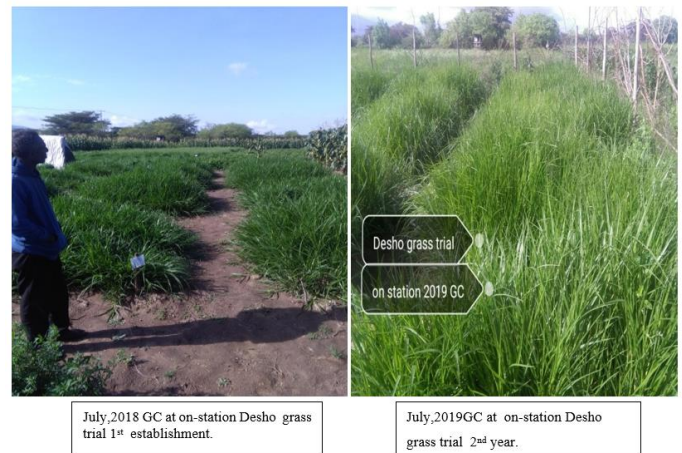 Desho grass trial
on station 2019 GC
July,2018 GC at on-station Desho grass
trial 1st establishment.
July,2019GC at on-station Desho
grass trial 2nd year.